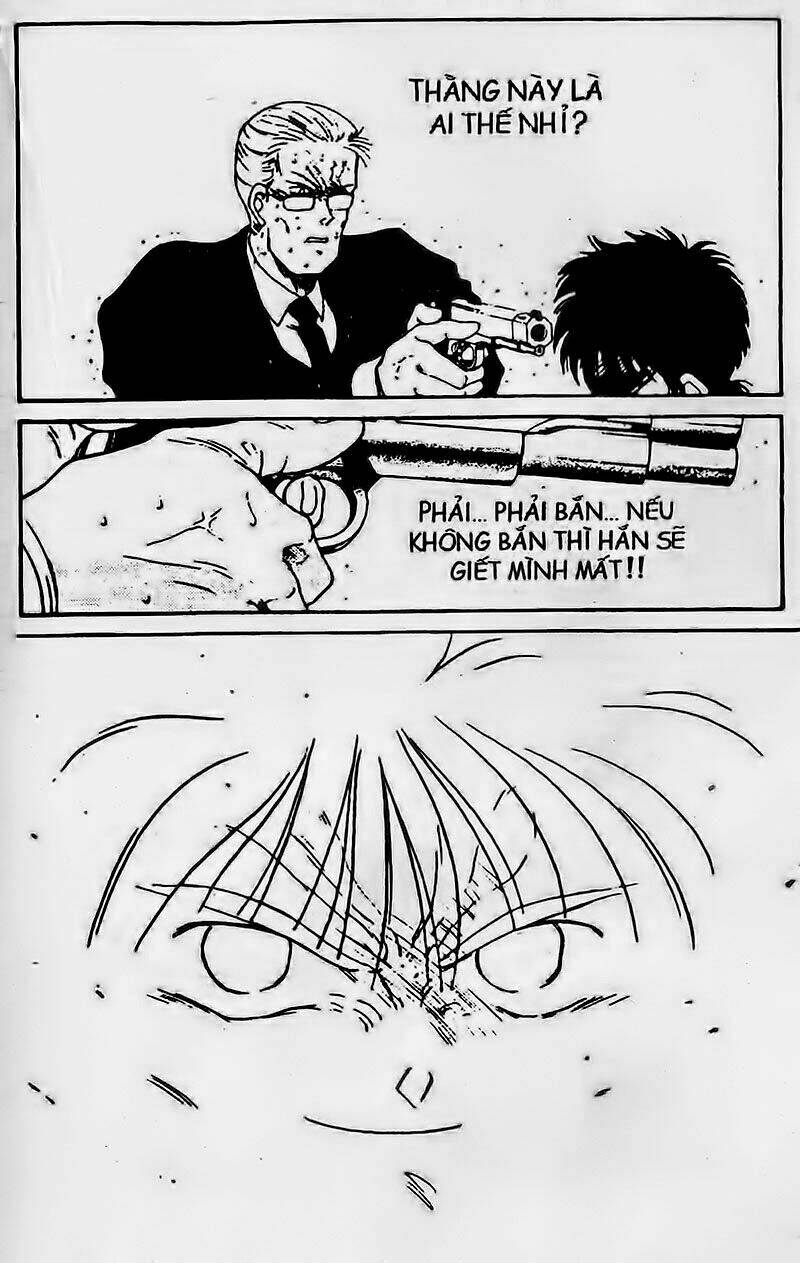 THẰNG NÀY LÀ
AI THẾ NHỈ?
PHẢI... PHẢI BẮN... NẾU
KHÔNG BẮN THÌ HẮN SẼ
GIẾT MÌNH MẤT!!